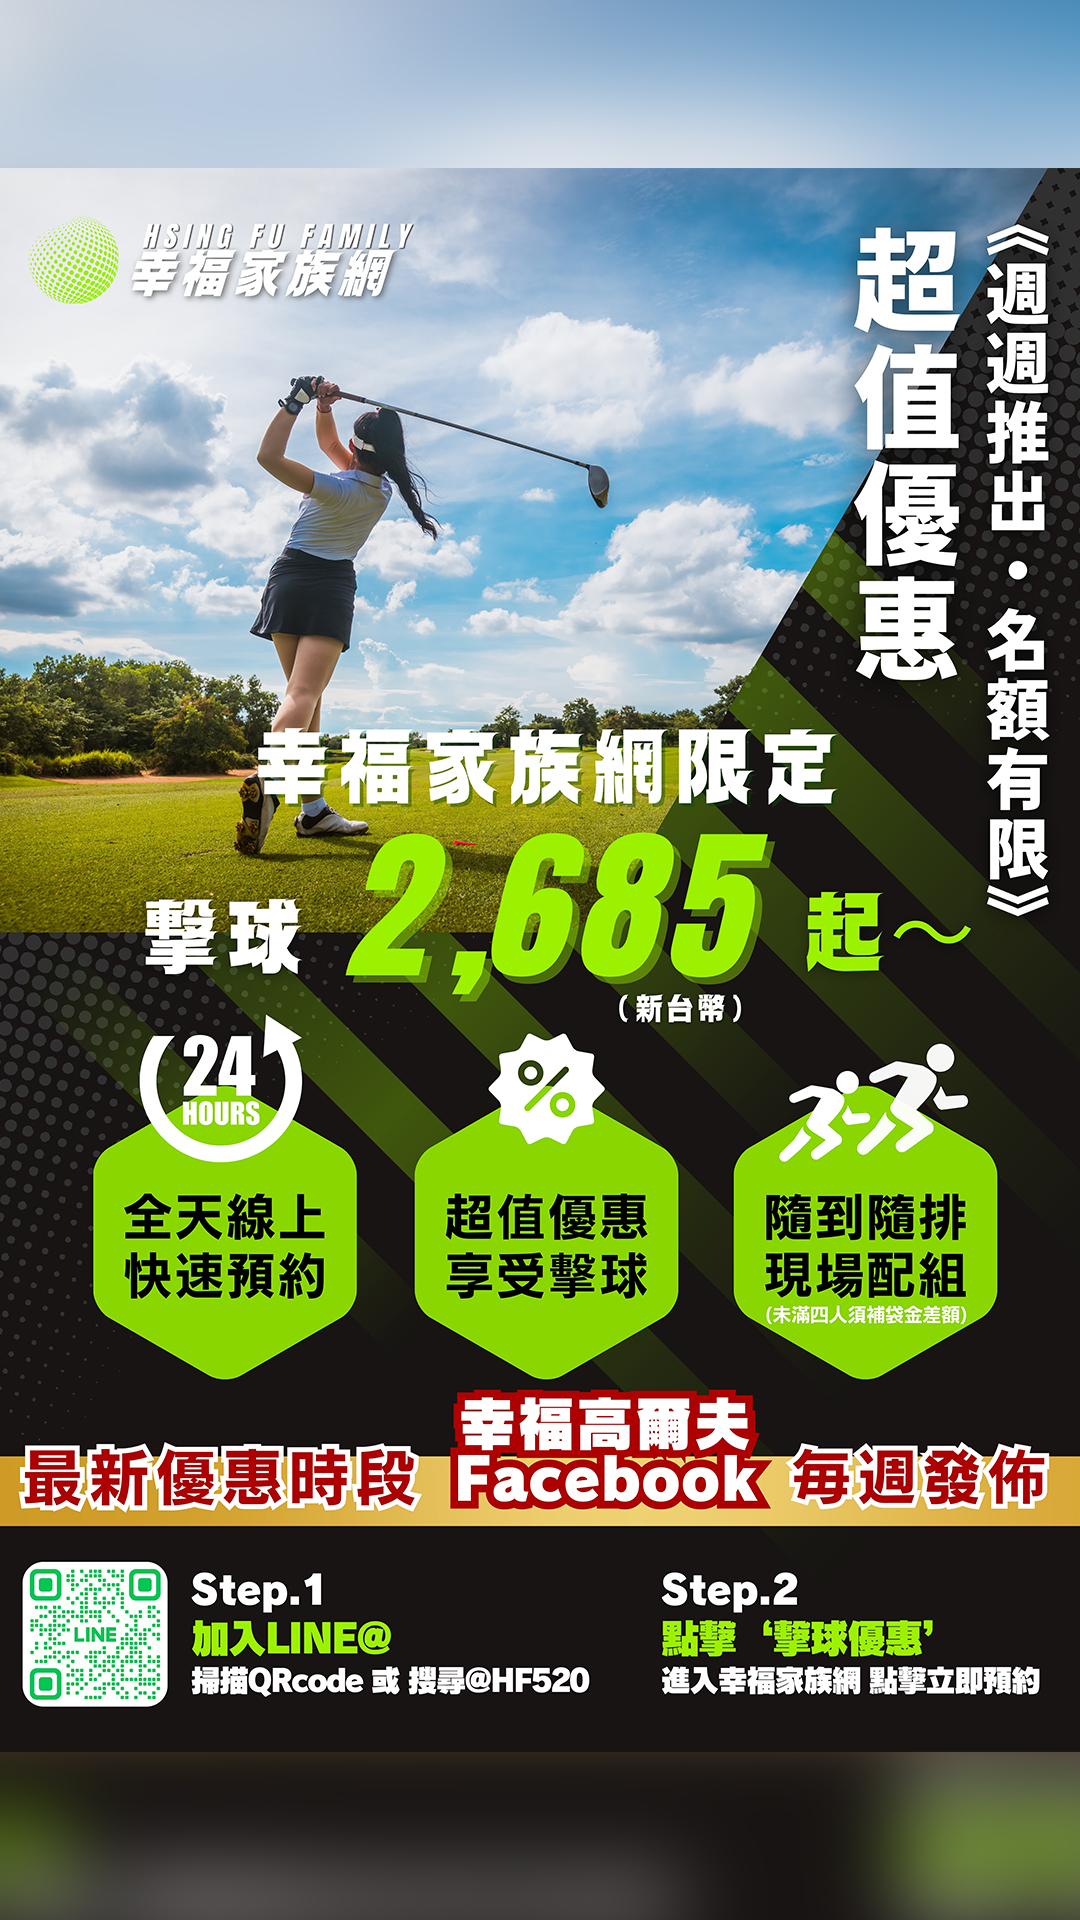 HSING FU FAMILY
幸福家族網
《週週推出·名額有限》
超值優惠
幸福家族網限定
擊球 2,685 起～
（新台幣）
24
HOURS
%
全天線上
快速預約
超值優惠
享受擊球
隨到隨排
現場配組
(未滿四人須補袋金差額)
幸福高爾夫
最新優惠時段 Facebook 每週發佈
LINE
Step.1
加入LINE@
掃描QRcode 或 搜尋@HF520
Step.2
點擊‘擊球優惠’
進入幸福家族網 點擊立即預約